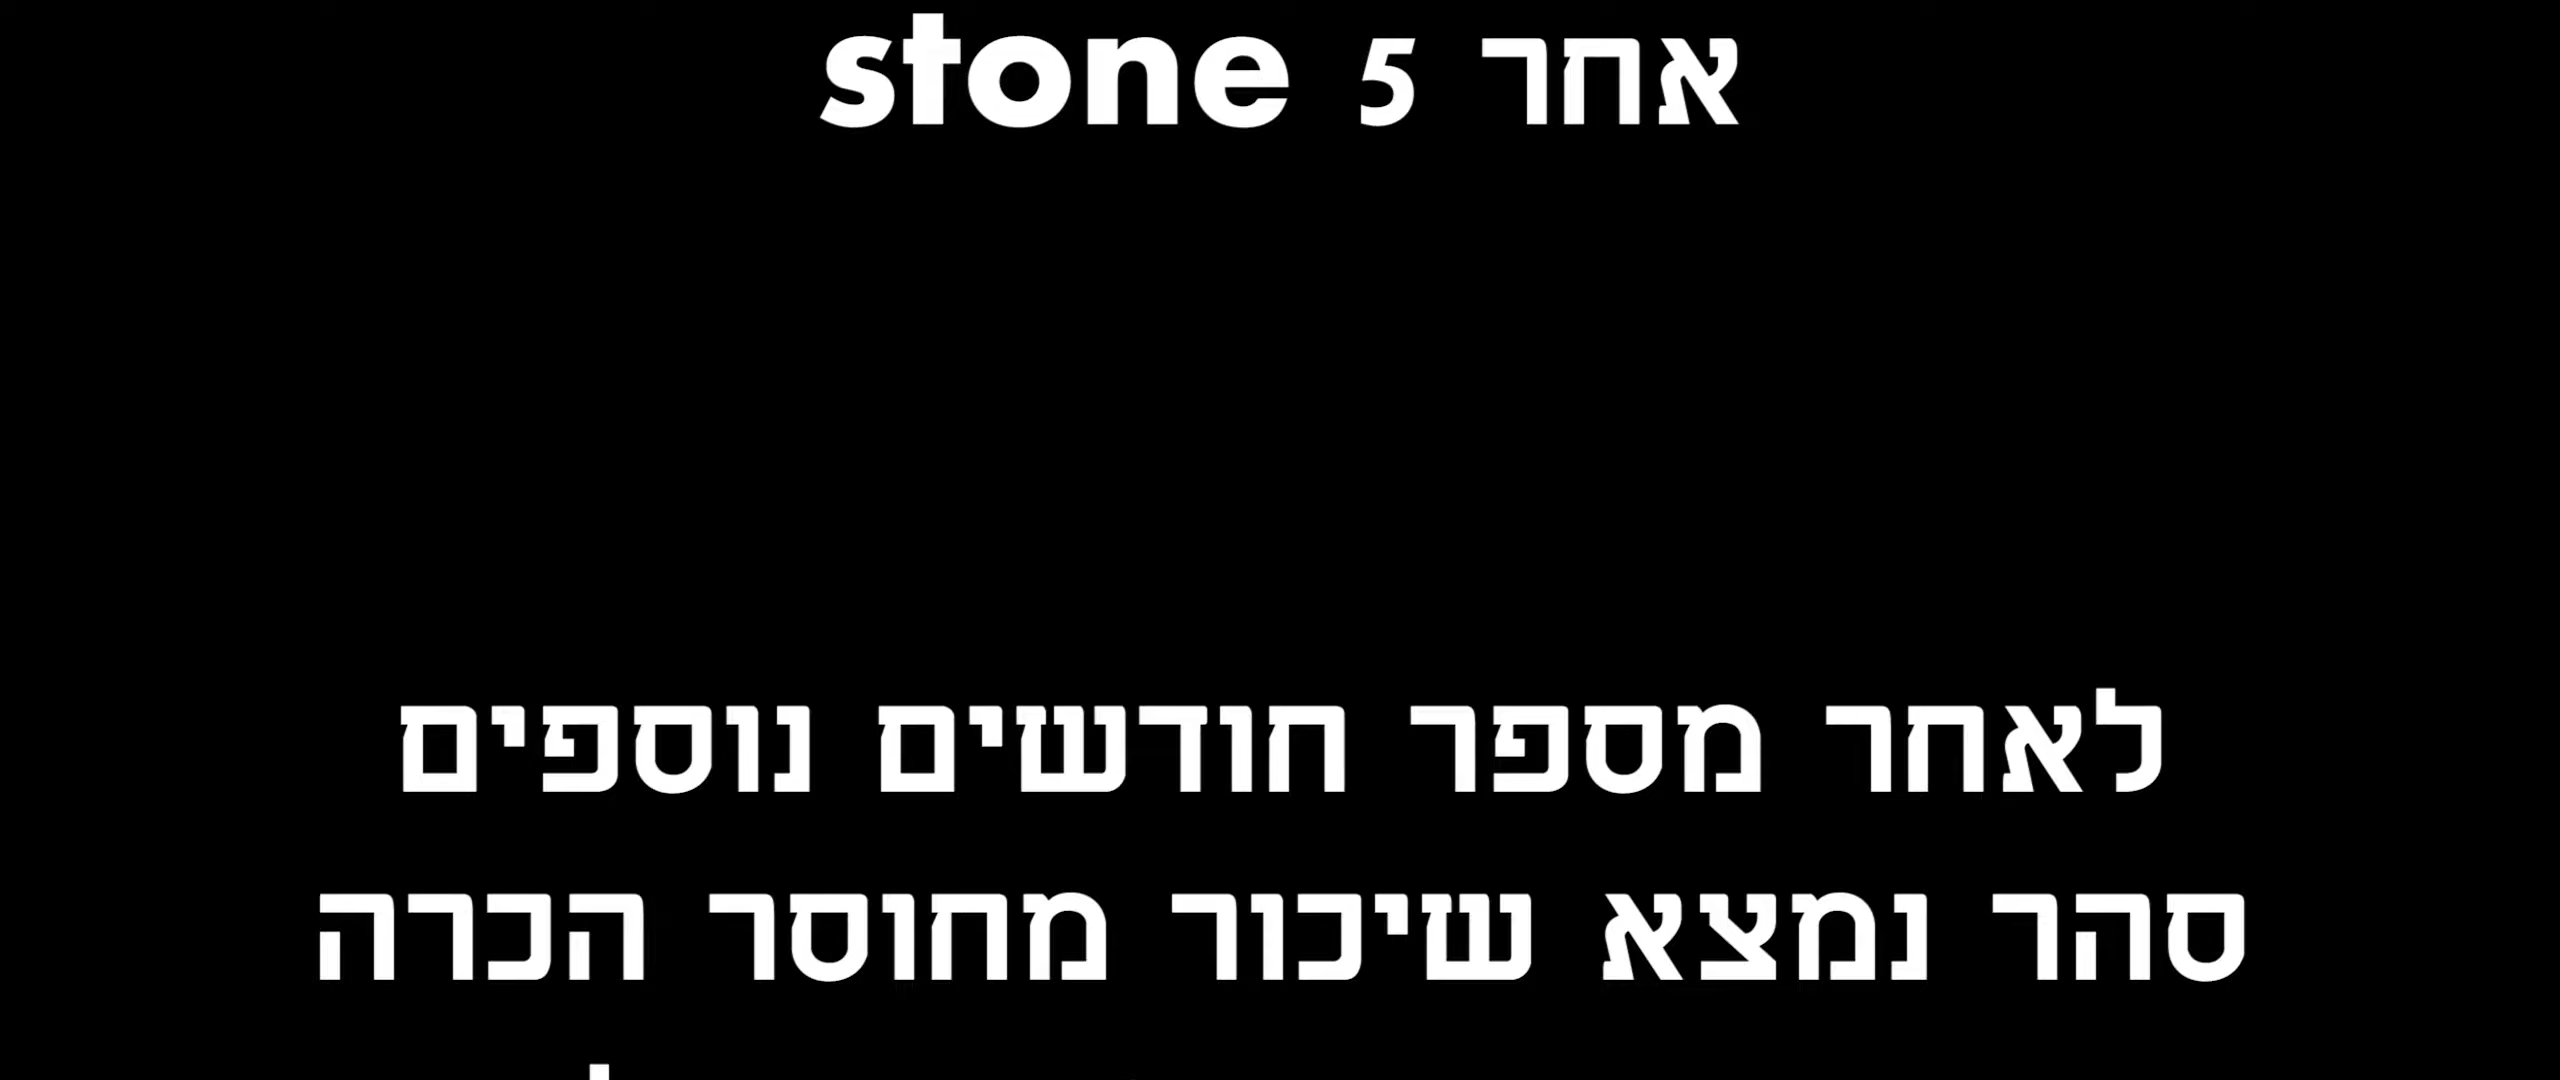 אחר 5 stone
לאחר מספר חודשים נוספים
סהר נמצא שיכור מחוסר הכרה